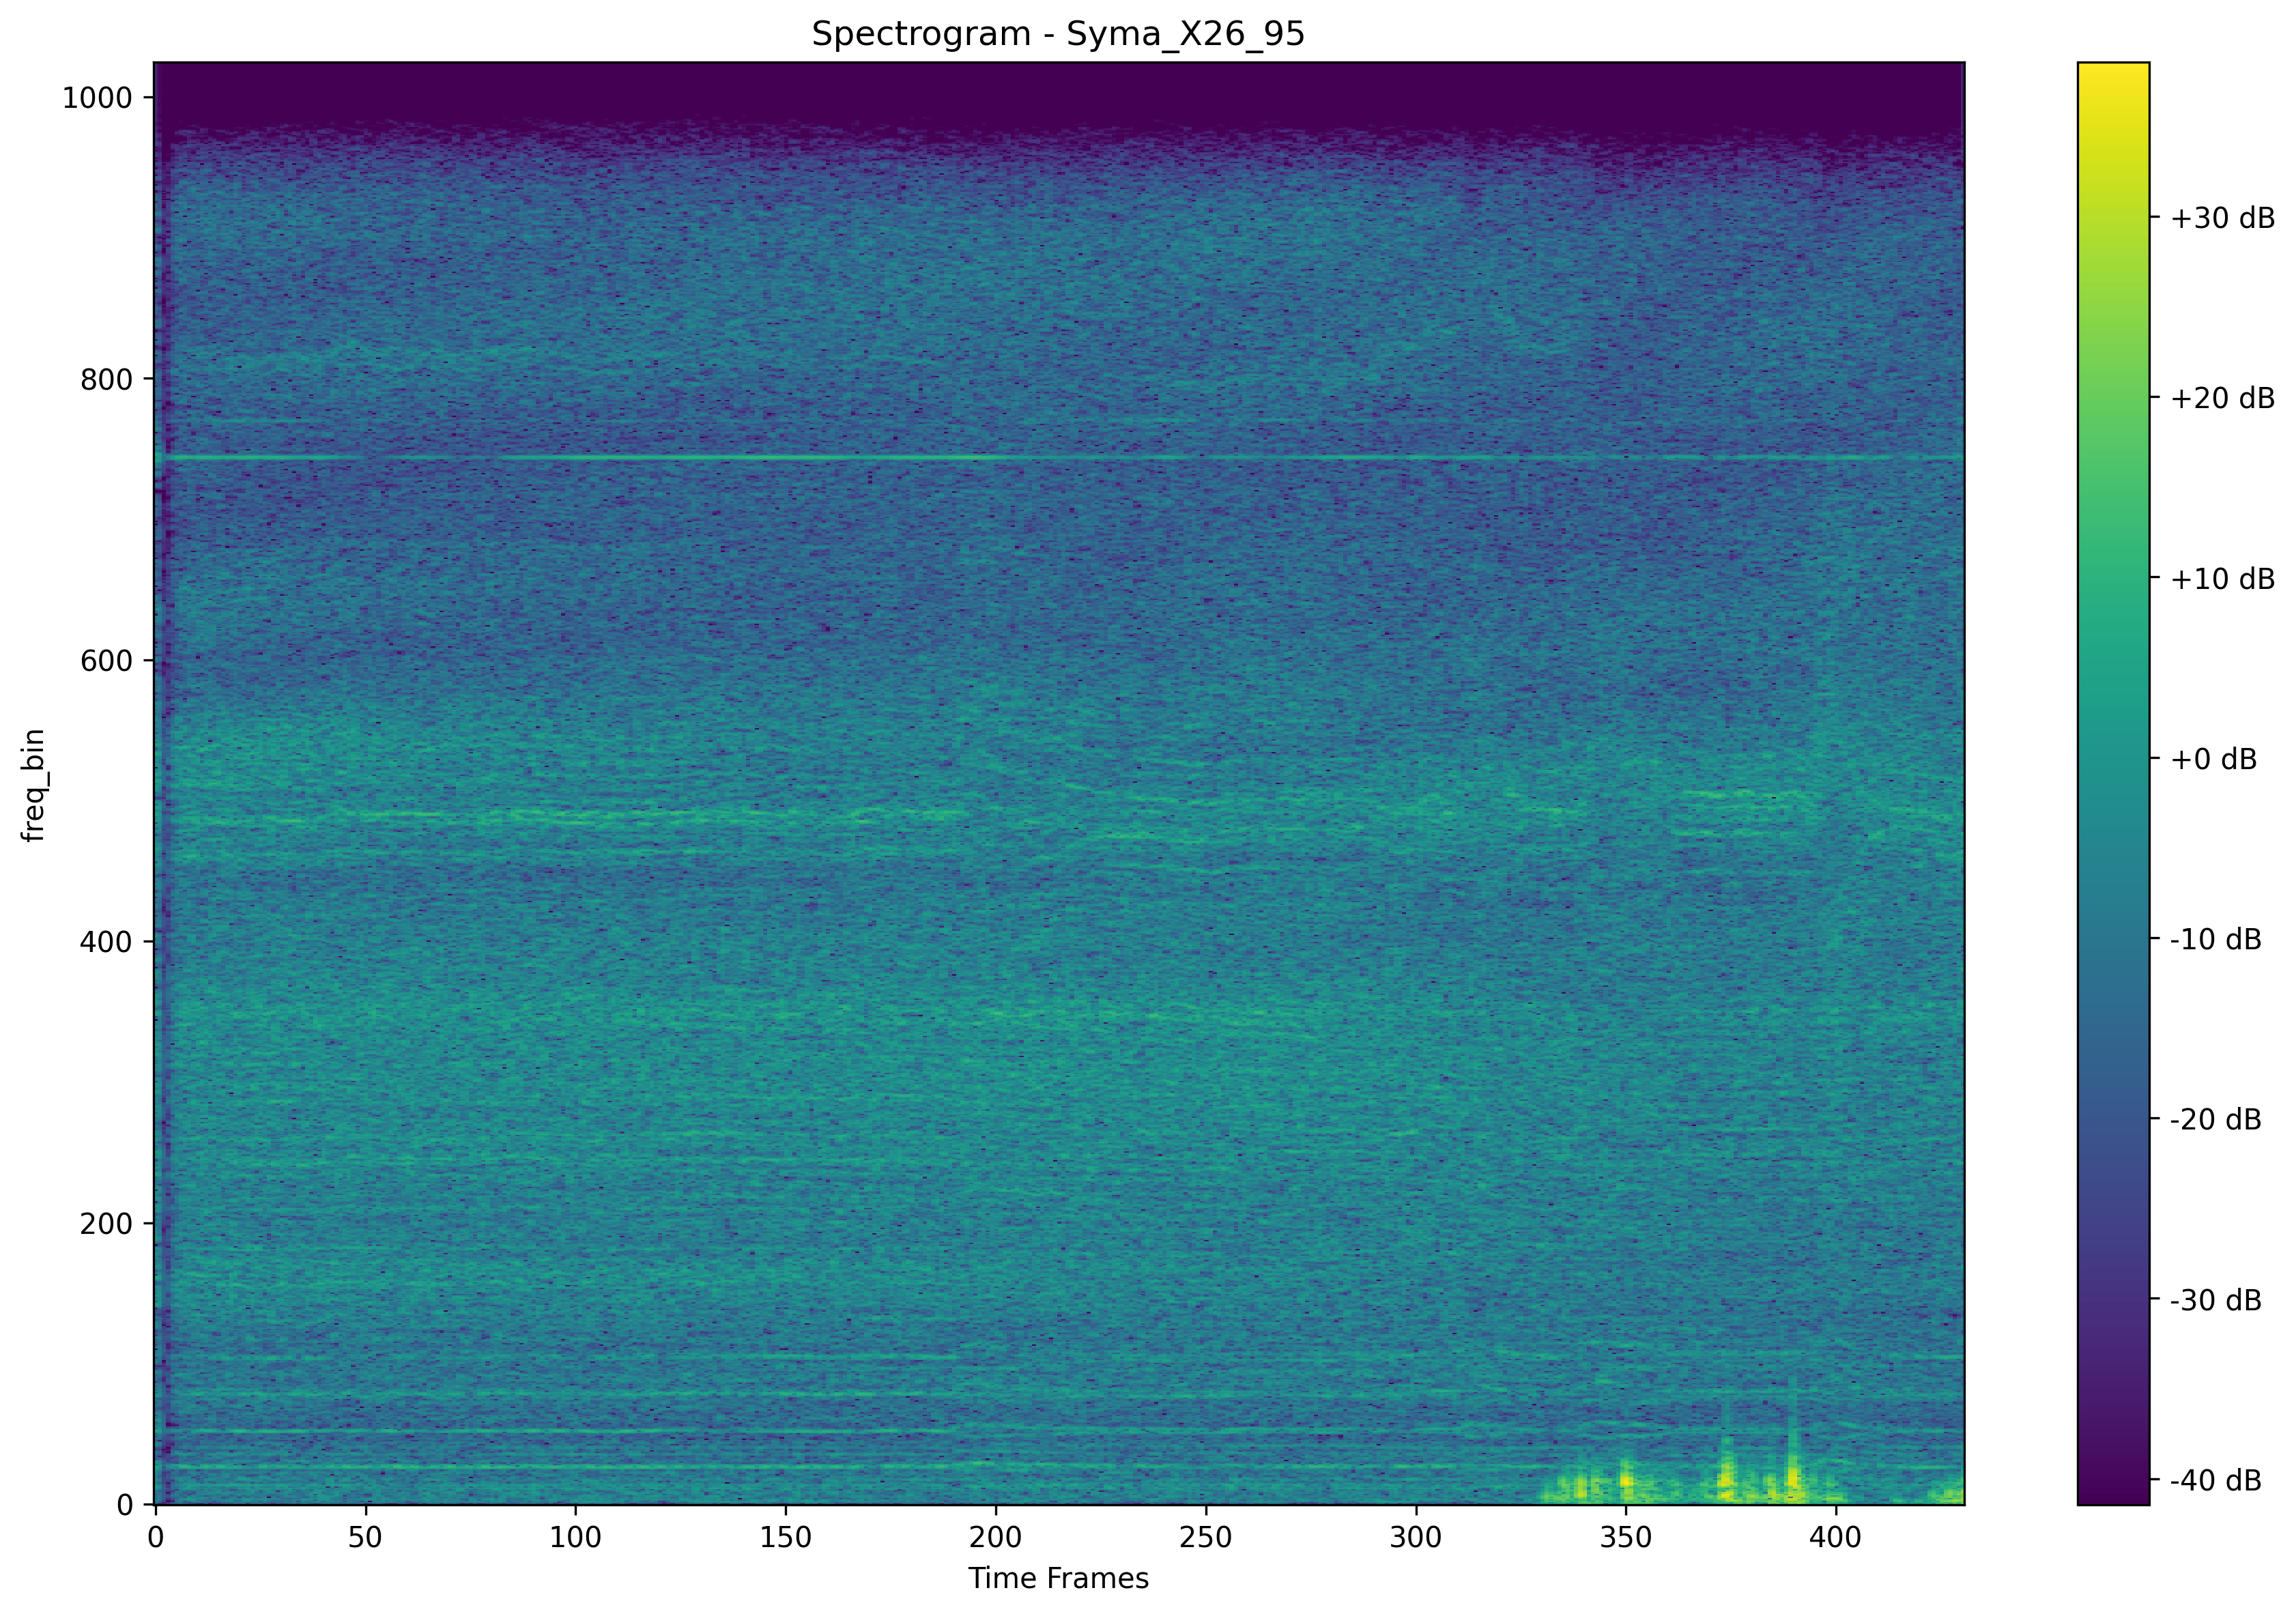 Spectrogram - Syma_X26_95
1000
800
600
400
200
0
freq_bin
0 50 100 150 200 250 300 350 400
Time Frames
+30 dB
+20 dB
+10 dB
+0 dB
-10 dB
-20 dB
-30 dB
-40 dB